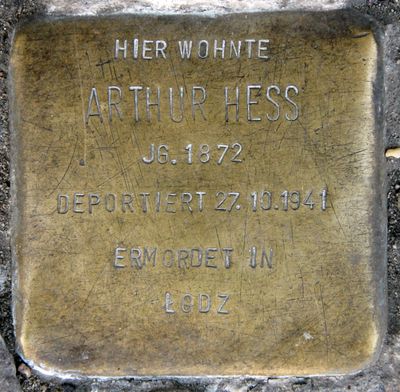 HIER WOHNTE
ARTHUR HESS
JG. 1872
DEPORTIERT 27.10.1941
ERMORDET IN
ŁODZ